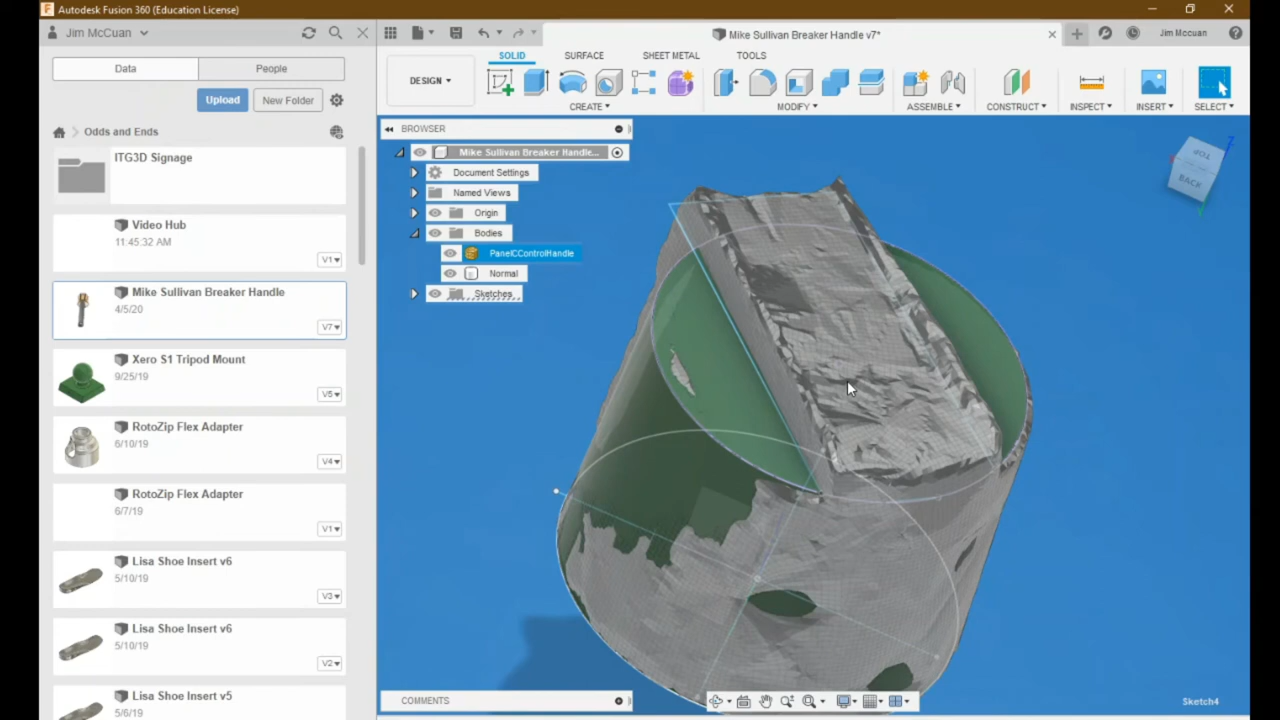 Autodesk Fusion 360 (Education License)
Jim McCuan
Mike Sullivan Breaker Handle v7*
Jim Mccuan
Data
People
SOLID
SURFACE
SHEET METAL
TOOLS
DESIGN
Upload
New Folder
CREATE
MODIFY
ASSEMBLE
CONSTRUCT
INSPECT
INSERT
SELECT
Odds and Ends
BROWSER
ITG3D Signage
Mike Sullivan Breaker Handle...
Document Settings
Named Views
Origin
Bodies
PanelCControlHandle
Normal
Sketches
TOP
BACK
Z
Video Hub
11:45:32 AM
V1
Mike Sullivan Breaker Handle
4/5/20
V7
Xero S1 Tripod Mount
9/25/19
V5
RotoZip Flex Adapter
6/10/19
V4
RotoZip Flex Adapter
6/7/19
V1
Lisa Shoe Insert v6
5/10/19
V3
Lisa Shoe Insert v6
5/10/19
V2
Lisa Shoe Insert v5
5/6/19
COMMENTS
Sketch4